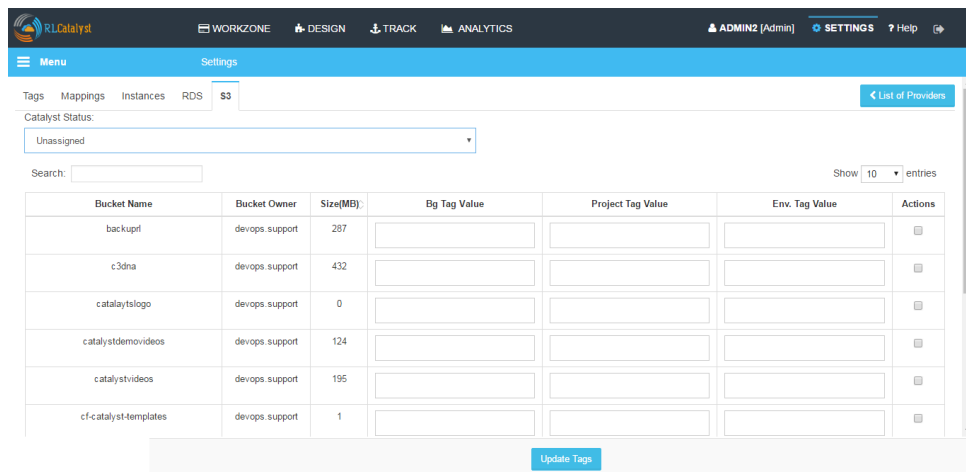 RLCatalyst WORKZONE DESIGN TRACK ANALYTICS ADMIN2 [Admin] SETTINGS ? Help
Menu Settings
Tags Mappings Instances RDS S3 List of Providers
Catalyst Status:
Unassigned
Search: Show 10 entries
Bucket Name Bucket Owner Size(MB) Bg Tag Value Project Tag Value Env. Tag Value Actions
backuprl devops.support 287
c3dna devops.support 432
catalaytslogo devops.support 0
catalystdemovideos devops.support 124
catalystvideos devops.support 195
cf-catalyst-templates devops.support 1
Update Tags